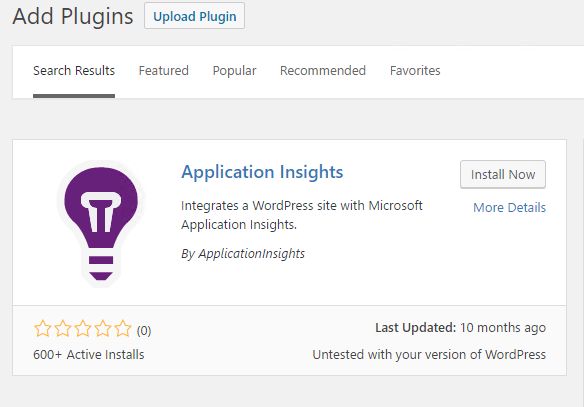 Add Plugins Upload Plugin
Search Results Featured Popular Recommended Favorites
Application Insights
Install Now
Integrates a WordPress site with Microsoft
Application Insights.
More Details
By ApplicationInsights
(0)
Last Updated: 10 months ago
600+ Active Installs
Untested with your version of WordPress